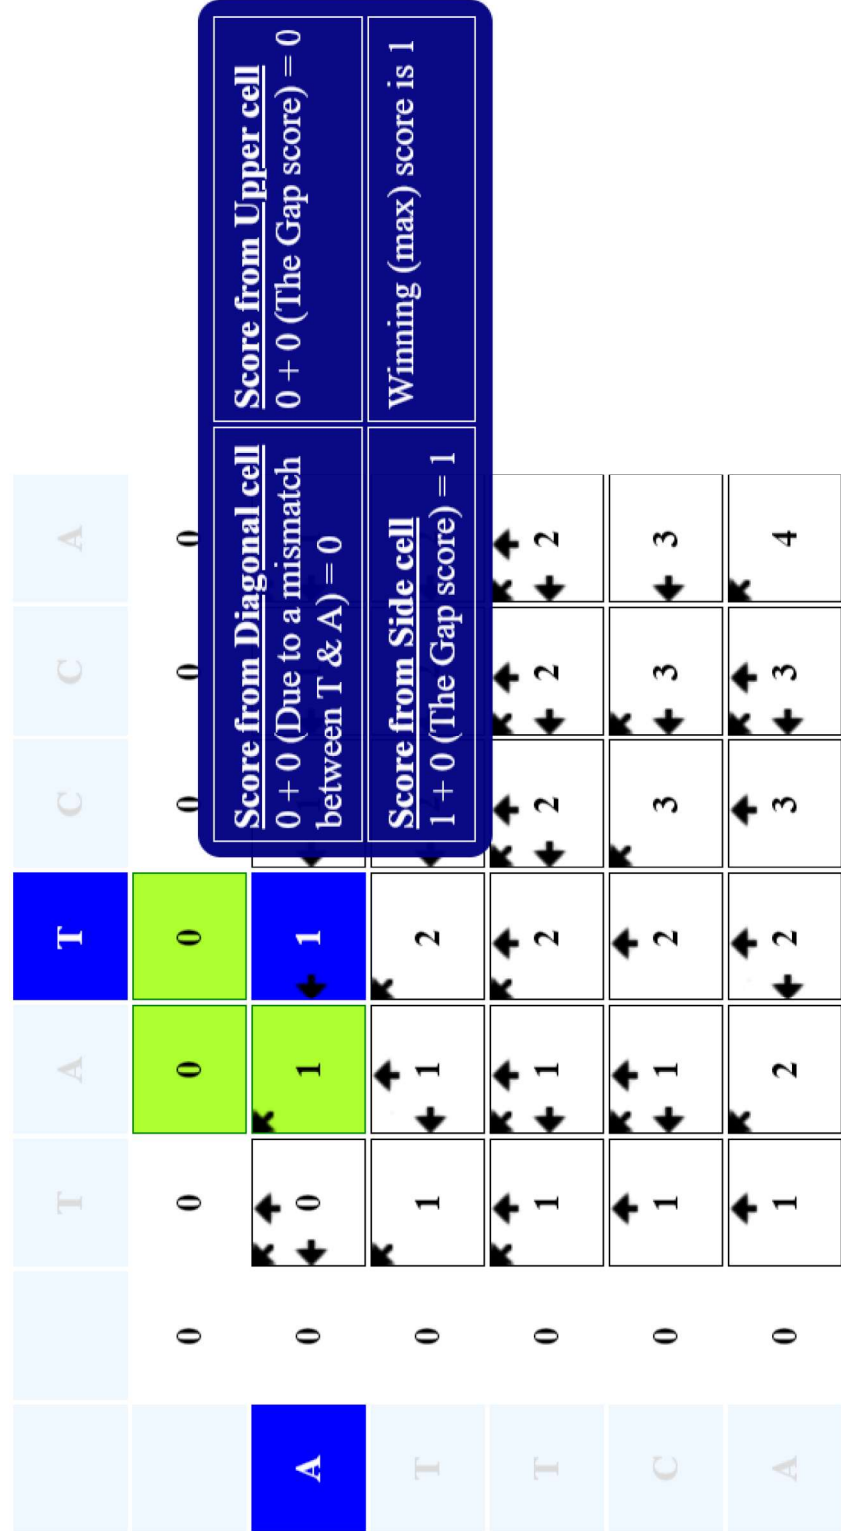 T A T C C A
0 0 0 0 0 0 0
A 0 0 1 1
T 0 1 1 2
T 0 1 1 2 2 2 2
C 0 1 1 2 3 3 3
A 0 1 2 2 3 3 4
Score from Diagonal cell
0 + 0 (Due to a mismatch
between T & A) = 0
Score from Upper cell
0 + 0 (The Gap score) = 0
Score from Side cell
1 + 0 (The Gap score) = 1
Winning (max) score is 1